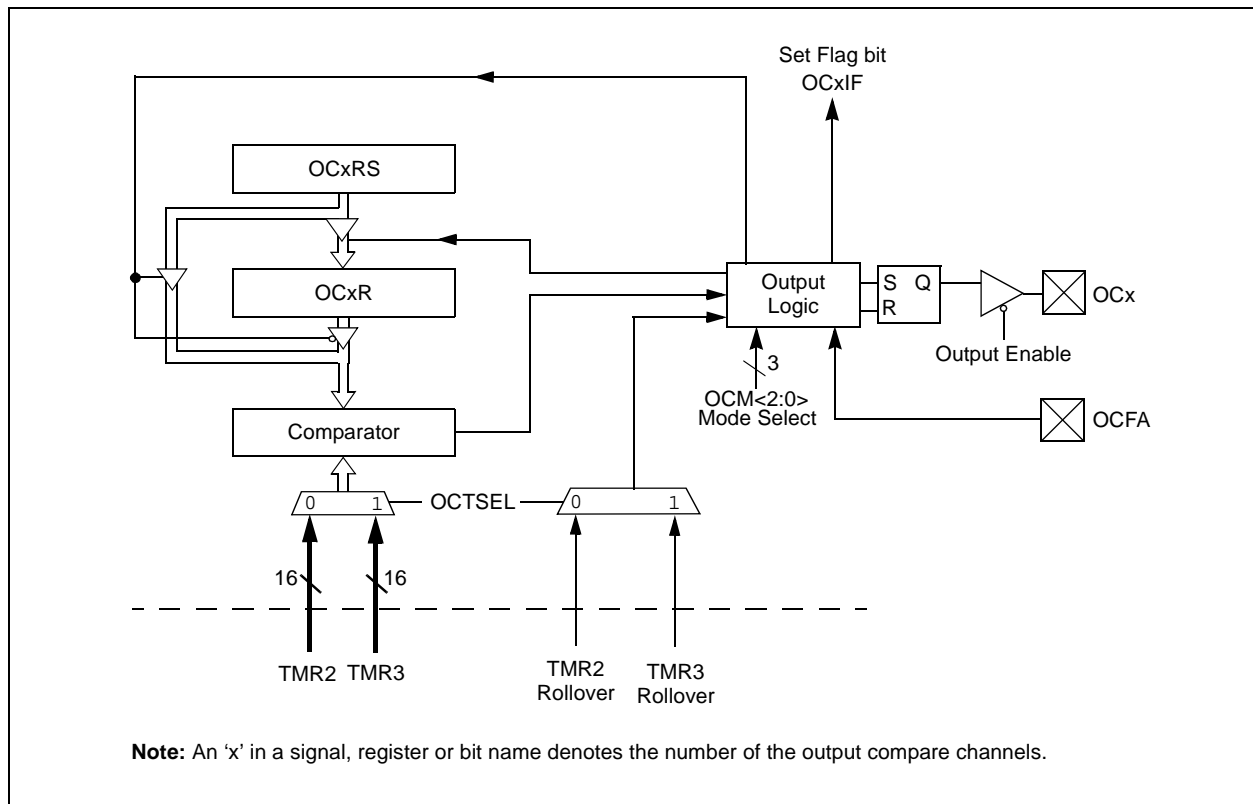 Set Flag bit
OCxIF
OCxRS
OCxR
Output
Logic
S Q
R
OCx
Output Enable
3
OCM<2:0>
Mode Select
OCFA
Comparator
0 1
OCTSEL
0 1
16
16
TMR2
TMR3
TMR2
Rollover
TMR3
Rollover
Note: An ‘x’ in a signal, register or bit name denotes the number of the output compare channels.